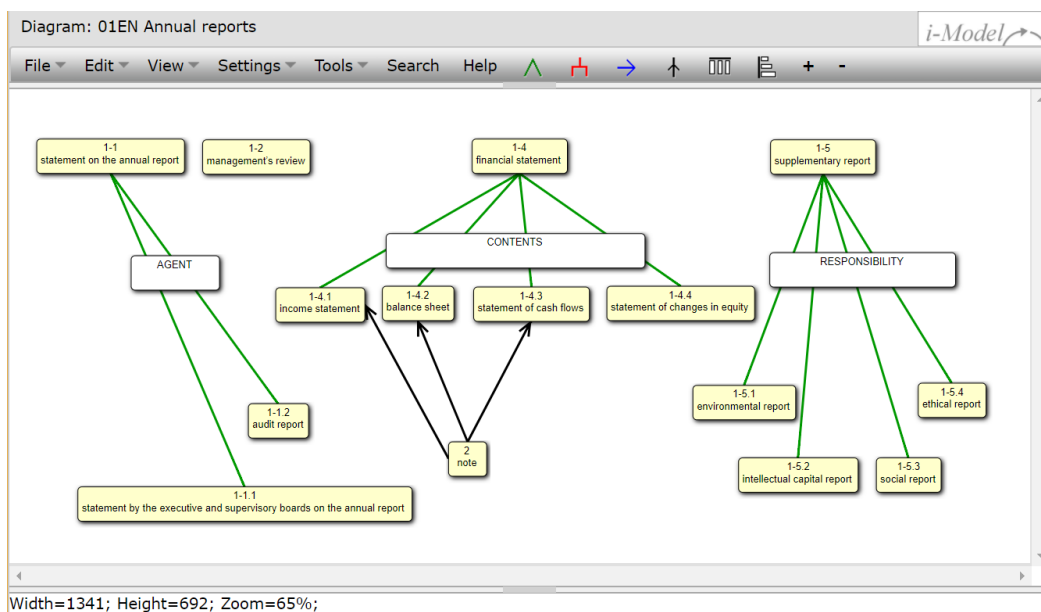 Diagram: 01EN Annual reports
i-Model
File Edit View Settings Tools Search Help + -
1-1
statement on the annual report
1-2
management's review
1-4
financial statement
1-5
supplementary report
AGENT
CONTENTS
RESPONSIBILITY
1-4.1
income statement
1-4.2
balance sheet
1-4.3
statement of cash flows
1-4.4
statement of changes in equity
1-5.1
environmental report
1-5.4
ethical report
1-1.2
audit report
2
note
1-5.2
intellectual capital report
1-5.3
social report
1-1.1
statement by the executive and supervisory boards on the annual report
Width=1341; Height=692; Zoom=65%;